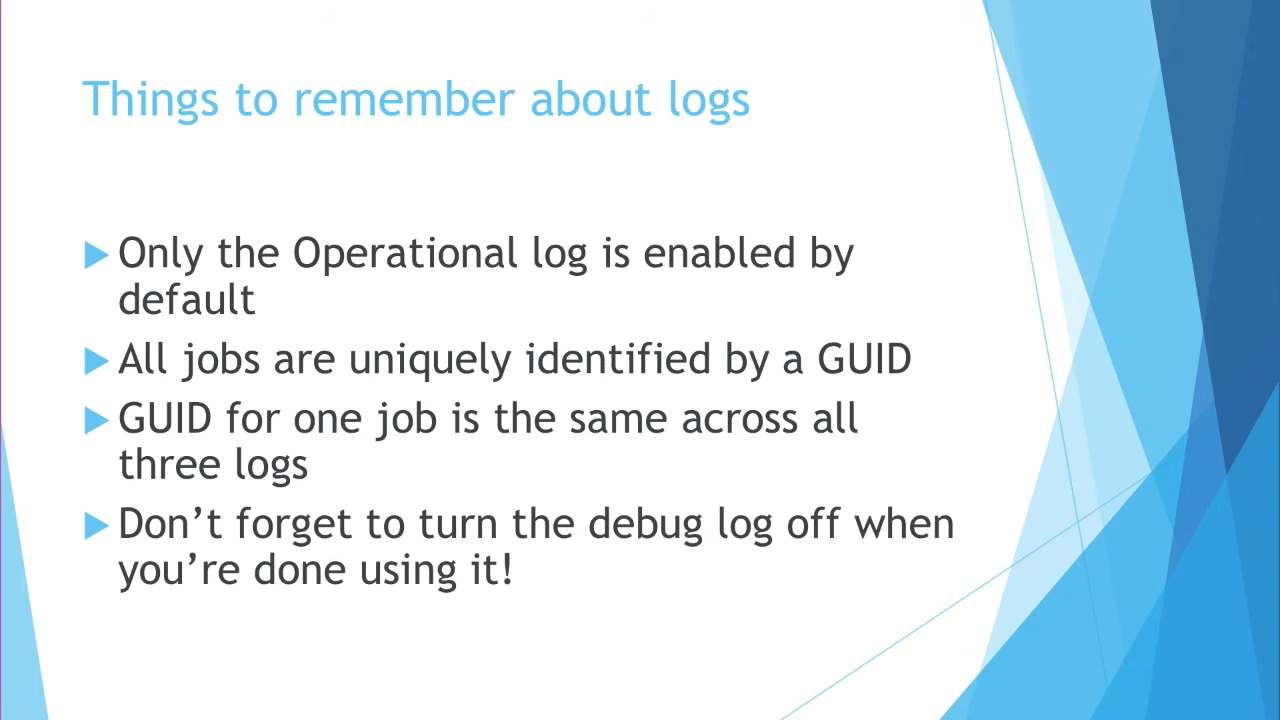 Things to remember about logs
Only the Operational log is enabled by
default
All jobs are uniquely identified by a GUID
GUID for one job is the same across all
three logs
Don’t forget to turn the debug log off when
you’re done using it!